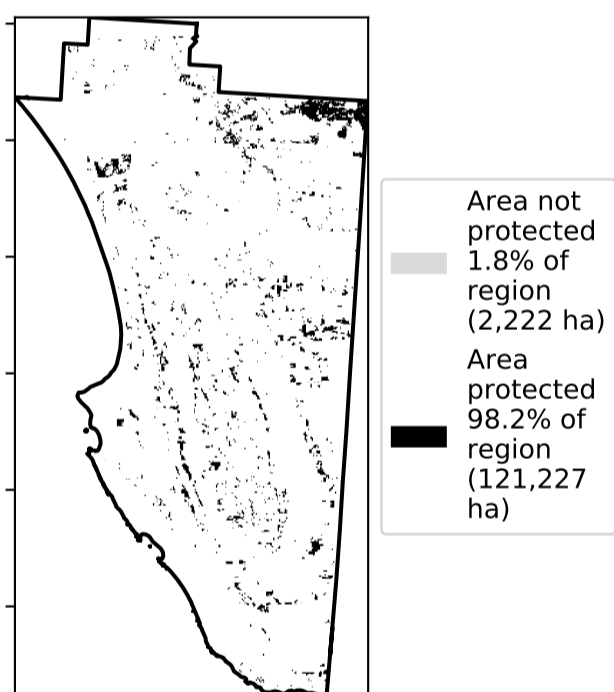 Area not
protected
1.8% of
region
(2,222 ha)
Area
protected
98.2% of
region
(121,227
ha)